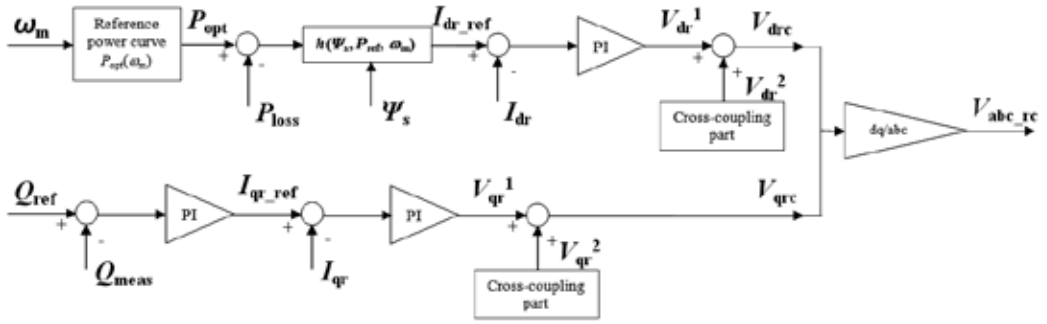 ωm
Reference
power curve
Popt(ωm)
Popt
+
-
Ploss
h(Ψs, Pref, ωm)
Ψs
Idr_ref
+
-
Idr
PI
Vdr1
+
+
Vdr2
Cross-coupling
part
Vdrc
dq/abc
Vabc_rc
Qref
+
-
Qmeas
PI
Iqr_ref
+
-
Iqr
PI
Vqr1
+
+
Vqr2
Cross-coupling
part
Vqrc